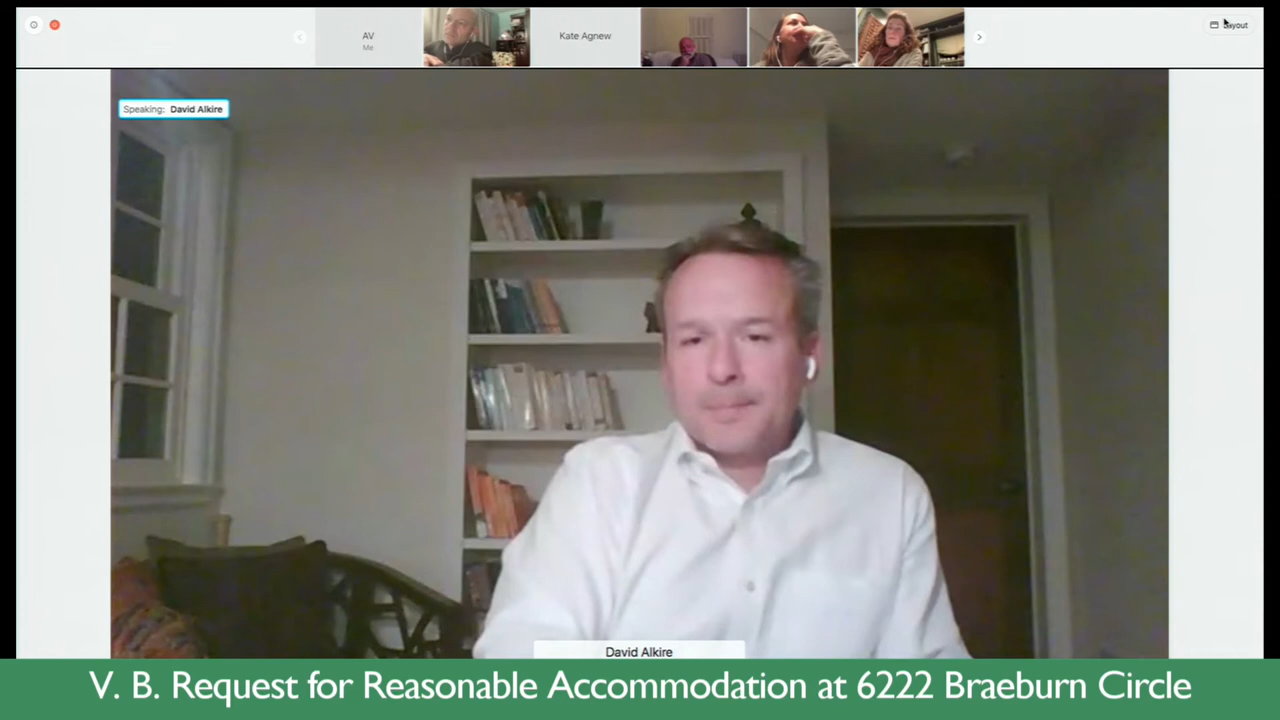 AV
Me
Kate Agnew
Layout
Speaking: David Alkire
David Alkire
V. B. Request for Reasonable Accommodation at 6222 Braeburn Circle